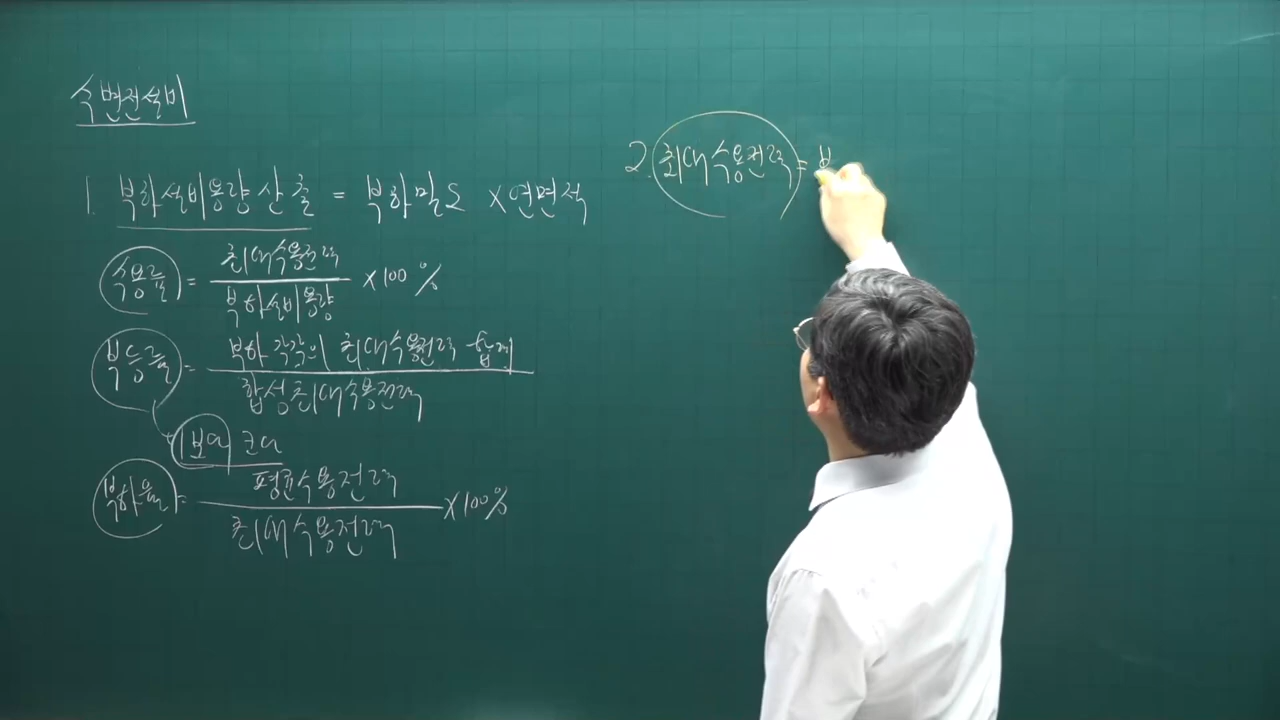 수변전설비
1. 부하설비용량 산출 = 부하밀도 × 연면적
수용률 = 최대수용전력 / 부하설비용량 × 100 %
부등률 = 부하 각각의 최대수용전력 합계 / 합성최대수용전력
1보다 크다
부하율 = 평균수용전력 / 최대수용전력 × 100 %
2. 최대수용전력 = 부